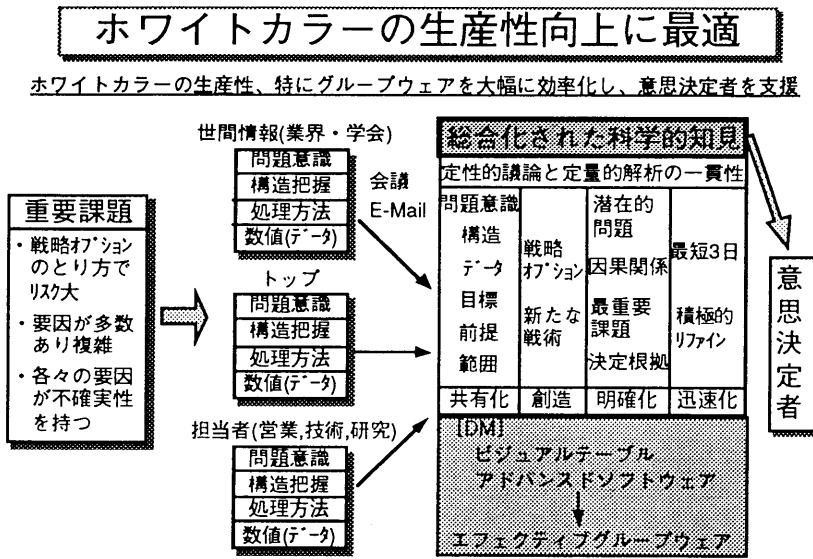 ホワイトカラーの生産性向上に最適
ホワイトカラーの生産性、特にグループウェアを大幅に効率化し、意思決定者を支援
重要課題
・戦略ｵﾌﾟｼｮﾝ
のとり方で
ﾘｽｸ大
・要因が多数
あり複雑
・各々の要因
が不確実性
を持つ
世間情報(業界・学会)
問題意識
構造把握
処理方法
数値(ﾃﾞｰﾀ)
トップ
問題意識
構造把握
処理方法
数値(ﾃﾞｰﾀ)
担当者(営業,技術,研究)
問題意識
構造把握
処理方法
数値(ﾃﾞｰﾀ)
会議
E-Mail
総合化された科学的知見
定性的議論と定量的解析の一貫性
問題意識
構造
ﾃﾞｰﾀ
目標
前提
範囲
共有化
戦略
ｵﾌﾟｼｮﾝ
新たな
戦術
創造
潜在的
問題
因果関係
最重要
課題
決定根拠
明確化
最短3日
積極的
ﾘﾌｧｲﾝ
迅速化
[DM]
ビジュアルテーブル
アドバンスドソフトウェア
エフェクティブグループウェア
意思決定者